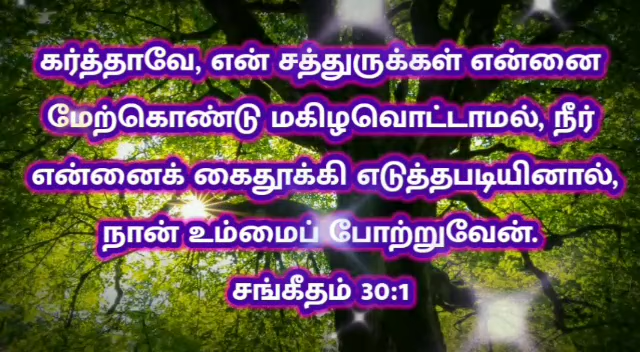 கர்த்தாவே, என் சத்துருக்கள் என்னை
மேற்கொண்டு மகிழவொட்டாமல், நீர்
என்னைக் கைதூக்கி எடுத்தபடியினால்,
நான் உம்மைப் போற்றுவேன்.
சங்கீதம் 30:1